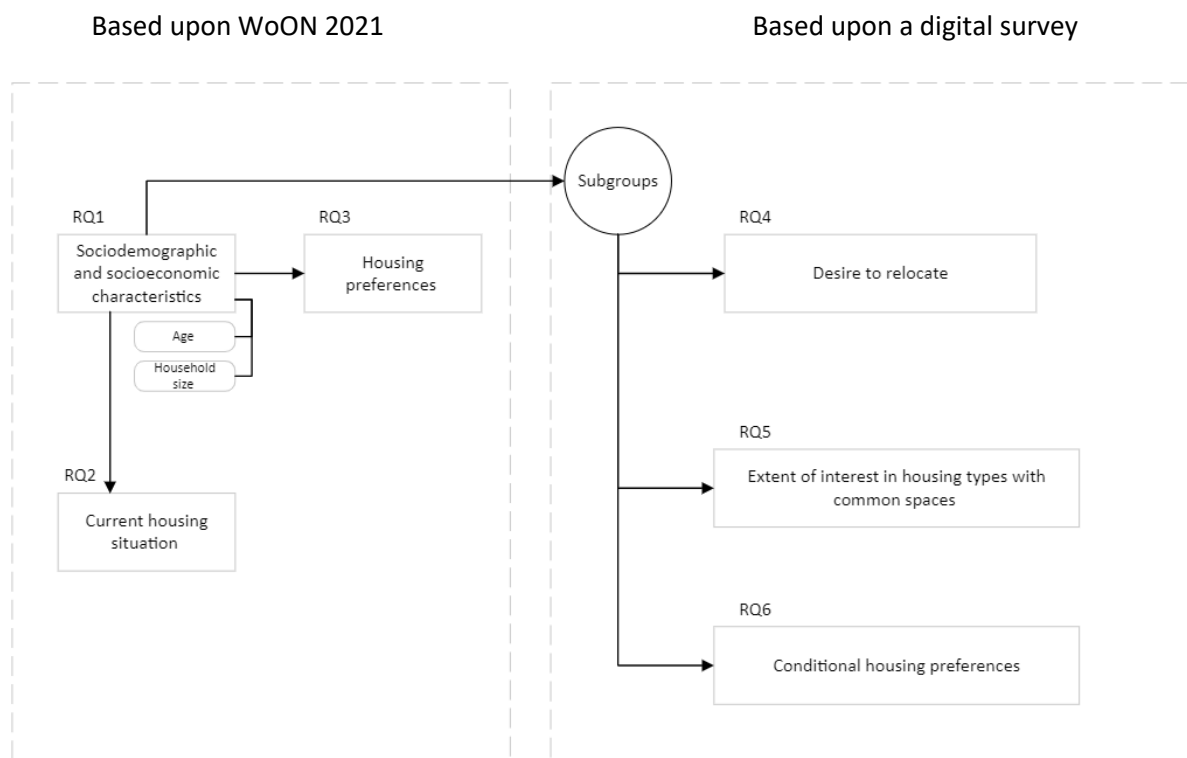 Based upon WoON 2021
Based upon a digital survey
Subgroups
RQ1
Sociodemographic
and socioeconomic
characteristics
Age
Household
size
RQ3
Housing
preferences
RQ2
Current housing
situation
RQ4
Desire to relocate
RQ5
Extent of interest in housing types with
common spaces
RQ6
Conditional housing preferences